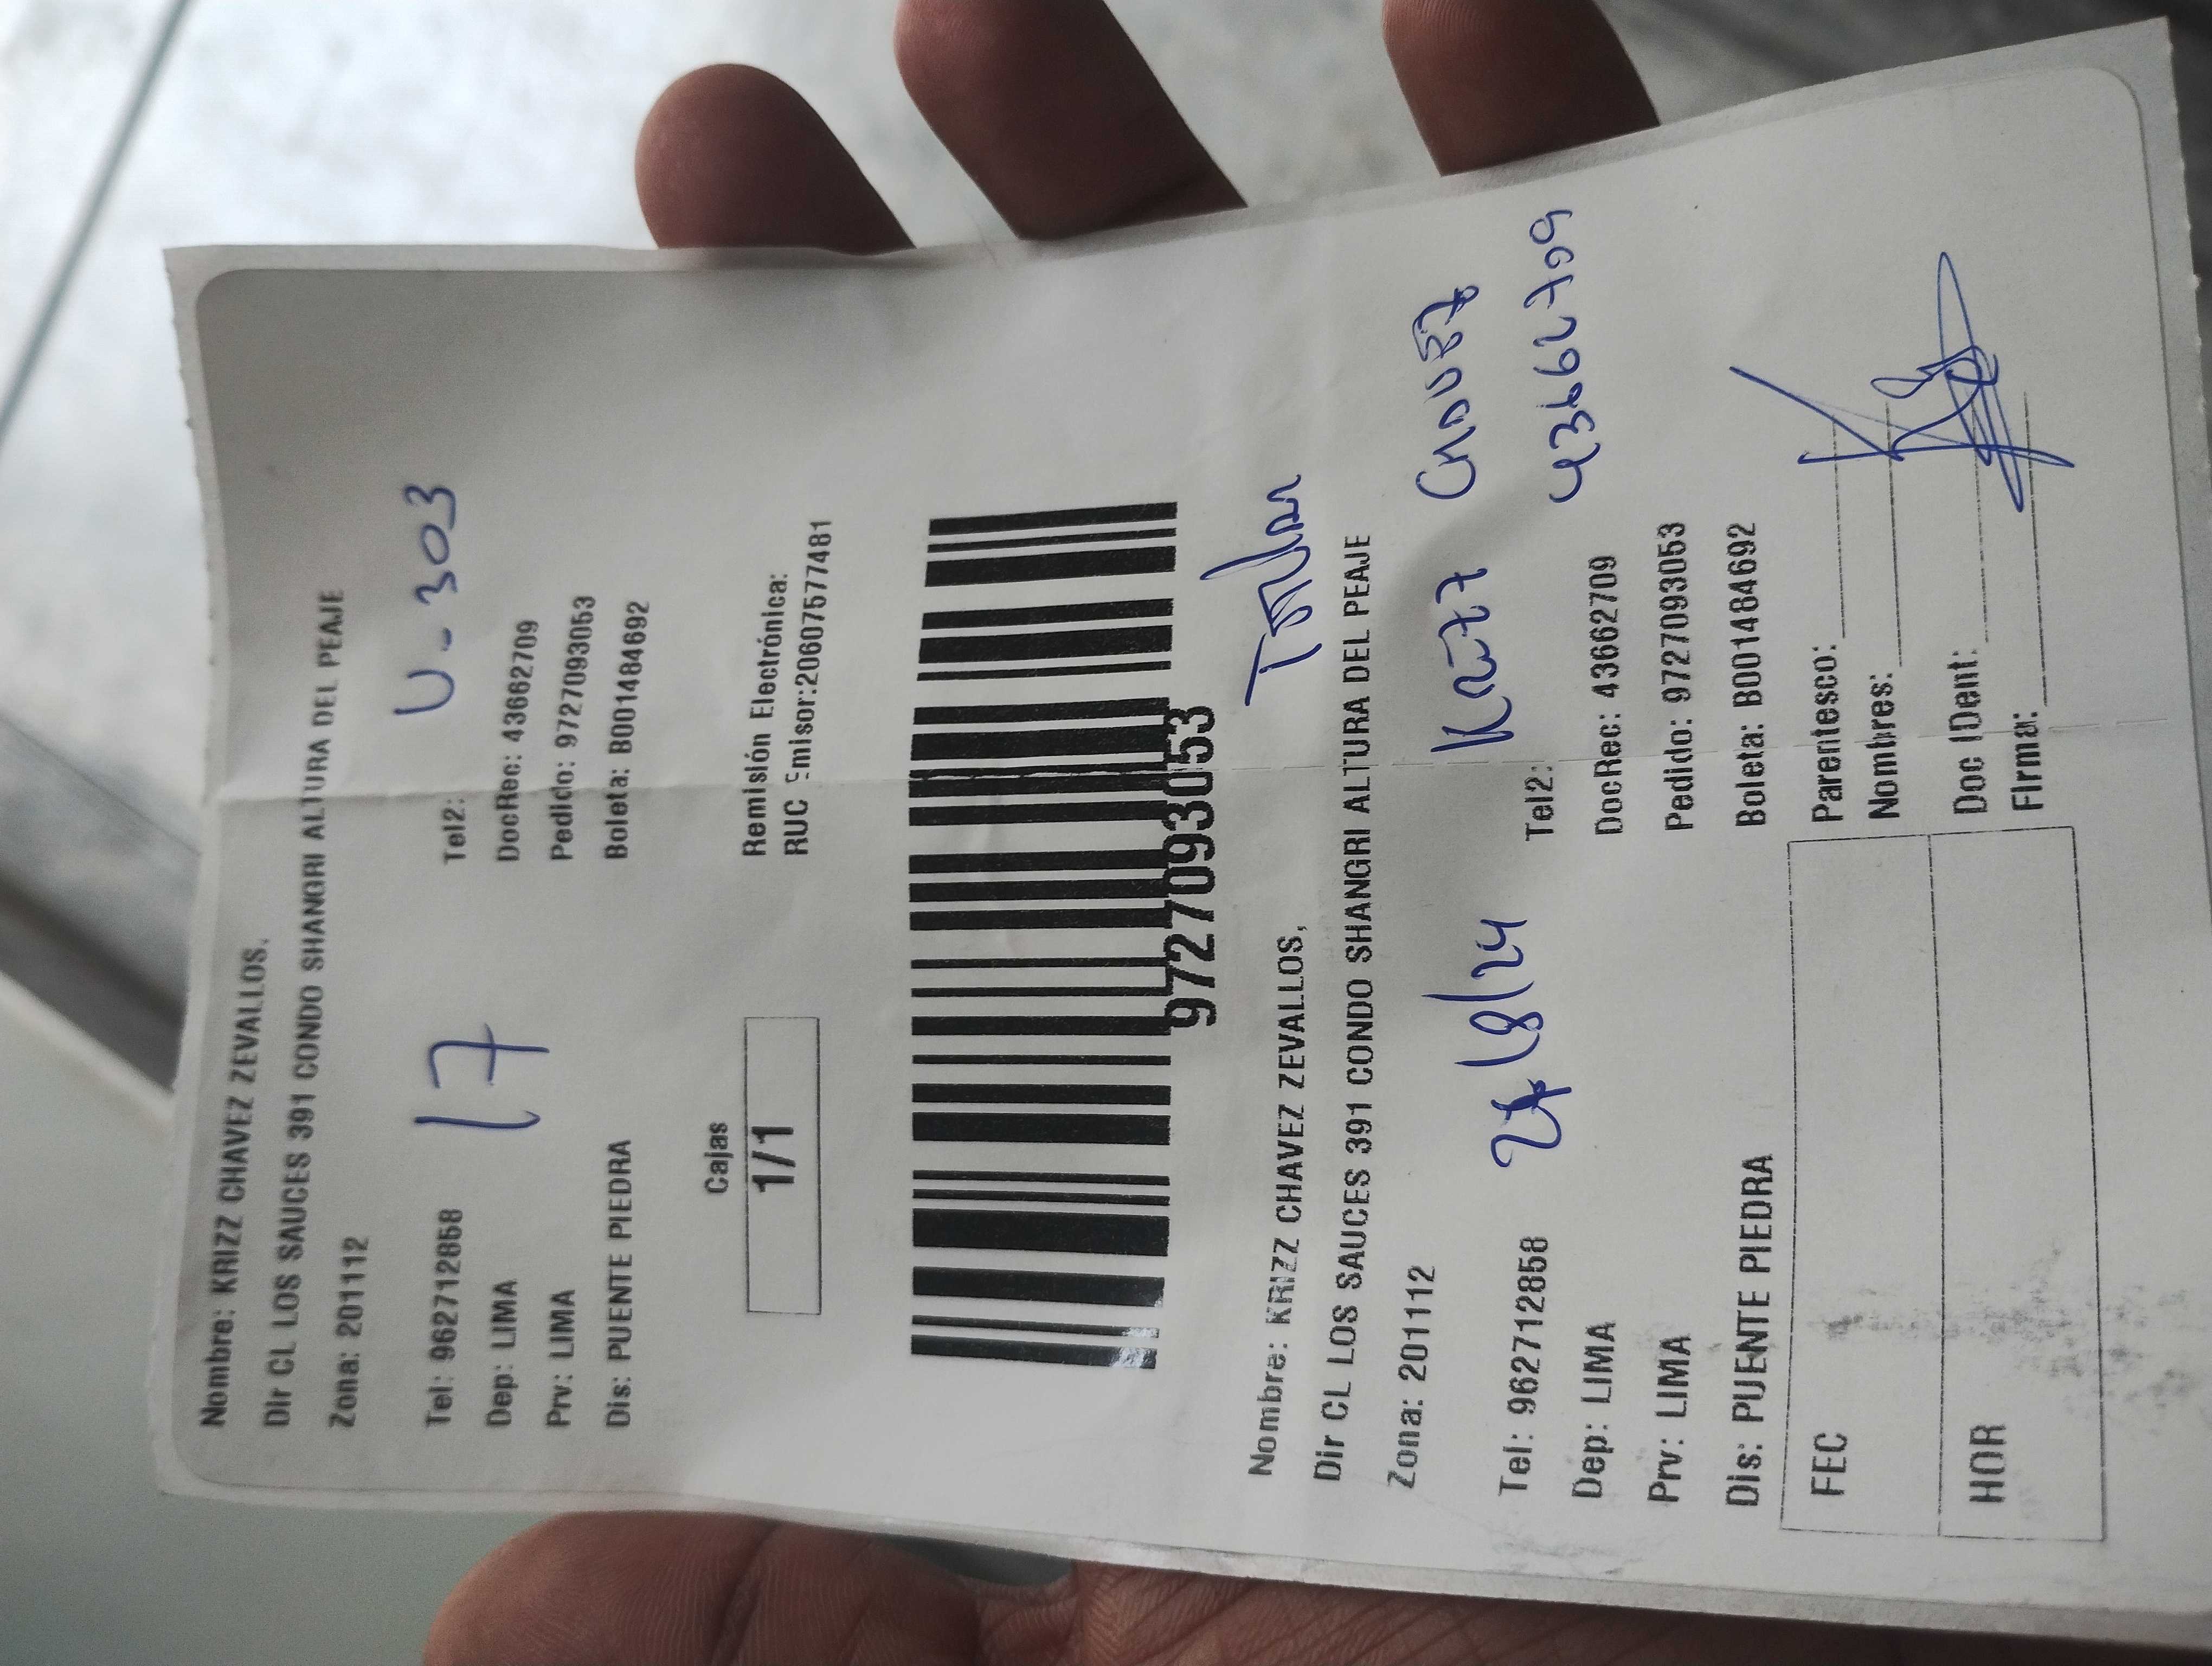 Nombre: KRIZZ CHAVEZ ZEVALLOS.
Dir CL LOS SAUCES 391 CONDO SHANGRI ALTURA DEL PEAJE
Zona: 201112
17 U-303
Tel: 962712858 Tel2:
Dep: LIMA DocRec: 43662709
Prv: LIMA Pedido: 9727093053
Dis: PUENTE PIEDRA Boleta: B001484692
Cajas Remisión Electrónica:
1/1 RUC Emisor:20607577481
9727093053
Nombre: KRIZZ CHAVEZ ZEVALLOS,
Dir CL LOS SAUCES 391 CONDO SHANGRI ALTURA DEL PEAJE
Zona: 201112
Krizz Chavez
Tel: 962712858 Tel2: 43662709
Dep: LIMA DocRec: 43662709
Prv: LIMA Pedido: 9727093053
Dis: PUENTE PIEDRA Boleta: B001484692
FEC Parentesco:
Nombres:
HOR Doc IDent:
Firma: